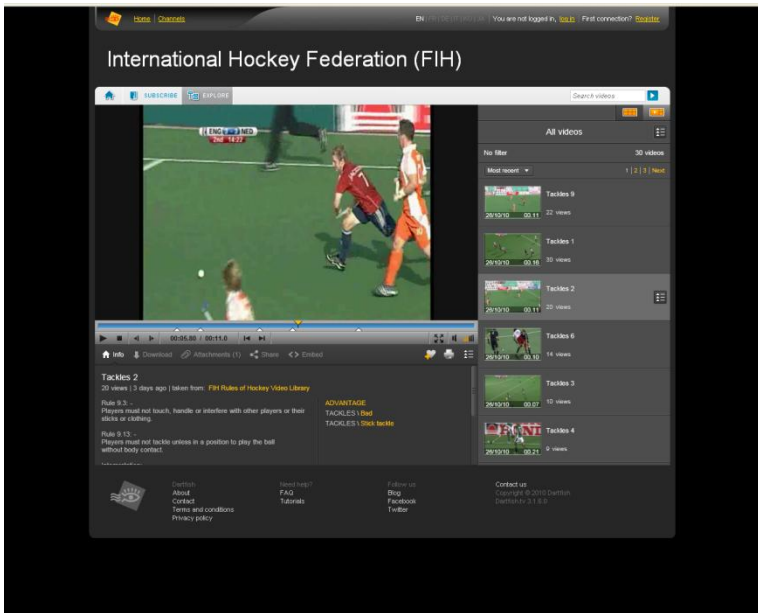 Home | Channels
EN
You are not logged in, log in | First connection? Register
International Hockey Federation (FIH)
SUBSCRIBE
EXPLORE
Search videos
ENG
NED
2nd 14:22
7
All videos
No filter
30 videos
Most recent
1 | 2 | 3 | Next
Tackles 9
22 views
26/10/10 00.11
Tackles 1
30 views
26/10/10 00.16
Tackles 2
20 views
26/10/10 00.11
Tackles 6
14 views
26/10/10 00.10
Tackles 3
10 views
26/10/10 00.07
Tackles 4
9 views
26/10/10 00.21
00:05.80 / 00:11.0
Info
Download
Attachments (1)
Share
Embed
Tackles 2
20 views | 3 days ago | taken from: FIH Rules of Hockey Video Library
Rule 9.3: -
Players must not touch, handle or interfere with other players or their
sticks or clothing.
Rule 9.13: -
Players must not tackle unless in a position to play the ball
without body contact.
ADVANTAGE
TACKLES \ Bad
TACKLES \ Stick tackle
Dartfish
About
Contact
Terms and conditions
Privacy policy
Need help?
FAQ
Tutorials
Follow us
Blog
Facebook
Twitter
Contact us
Copyright © 2010 Dartfish